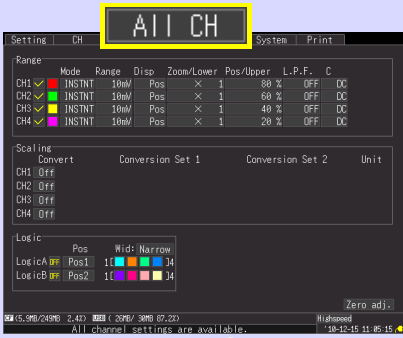 All CH
Setting CH System Print
Range
Mode Range Disp Zoom/Lower Pos/Upper L.P.F. C
CH1 INSTNT 10mV Pos × 1 80 % OFF DC
CH2 INSTNT 10mV Pos × 1 60 % OFF DC
CH3 INSTNT 10mV Pos × 1 40 % OFF DC
CH4 INSTNT 10mV Pos × 1 20 % OFF DC
Scaling
Convert Conversion Set 1 Conversion Set 2 Unit
CH1 Off
CH2 Off
CH3 Off
CH4 Off
Logic
Pos Wid: Narrow
LogicA OFF Pos1 1[ ]4
LogicB OFF Pos2 1[ ]4
Zero adj.
CF (5.9MB/249MB 2.4%) USED ( 26MB/ 30MB 87.2%) Highspeed
All channel settings are available. '10-12-15 11:05:15